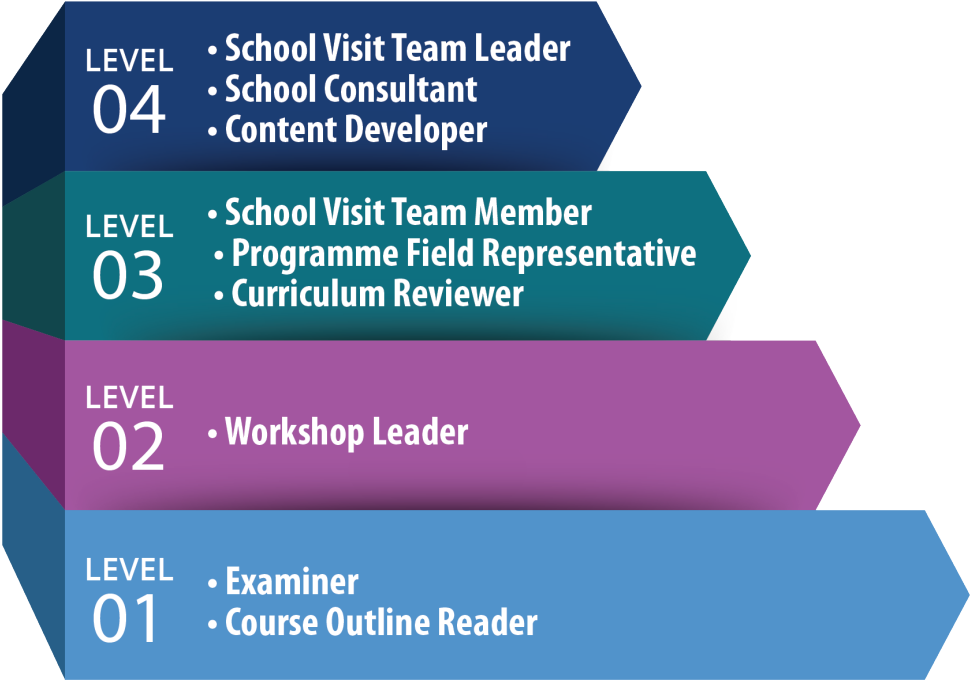 LEVEL
04
• School Visit Team Leader
• School Consultant
• Content Developer
LEVEL
03
• School Visit Team Member
• Programme Field Representative
• Curriculum Reviewer
LEVEL
02
• Workshop Leader
LEVEL
01
• Examiner
• Course Outline Reader